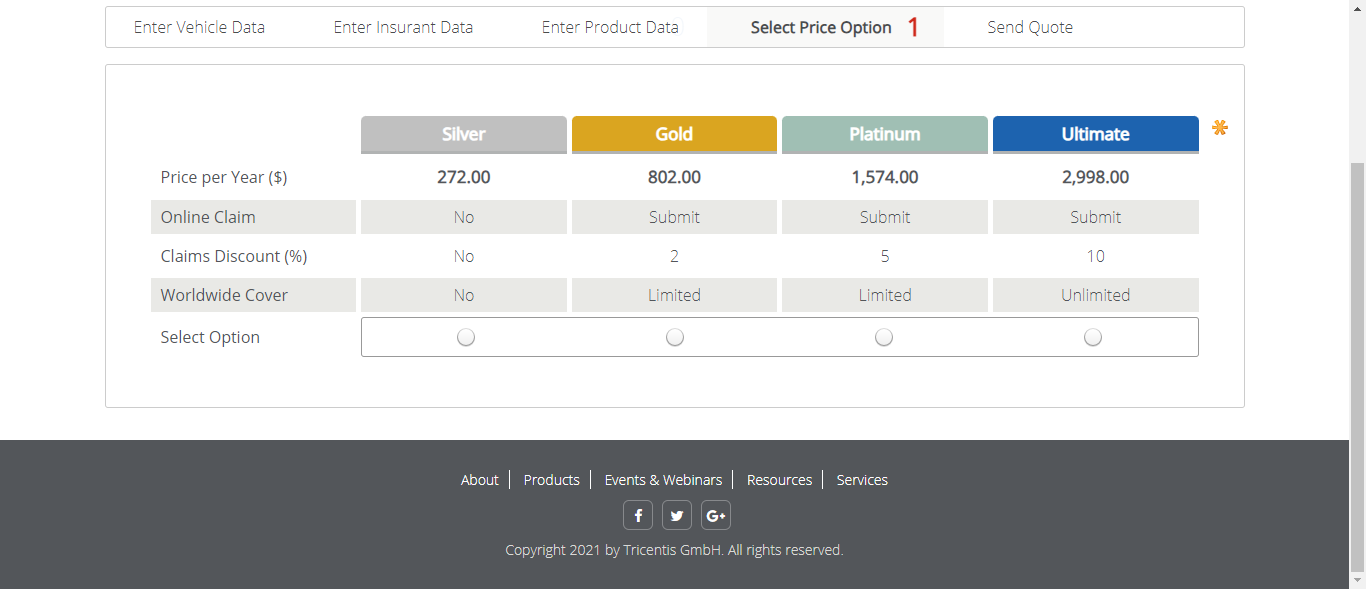 Enter Vehicle Data Enter Insurant Data Enter Product Data Select Price Option 1 Send Quote
Silver Gold Platinum Ultimate
Price per Year ($) 272.00 802.00 1,574.00 2,998.00
Online Claim No Submit Submit Submit
Claims Discount (%) No 2 5 10
Worldwide Cover No Limited Limited Unlimited
Select Option
About Products Events & Webinars Resources Services
f G+
Copyright 2021 by Tricentis GmbH. All rights reserved.